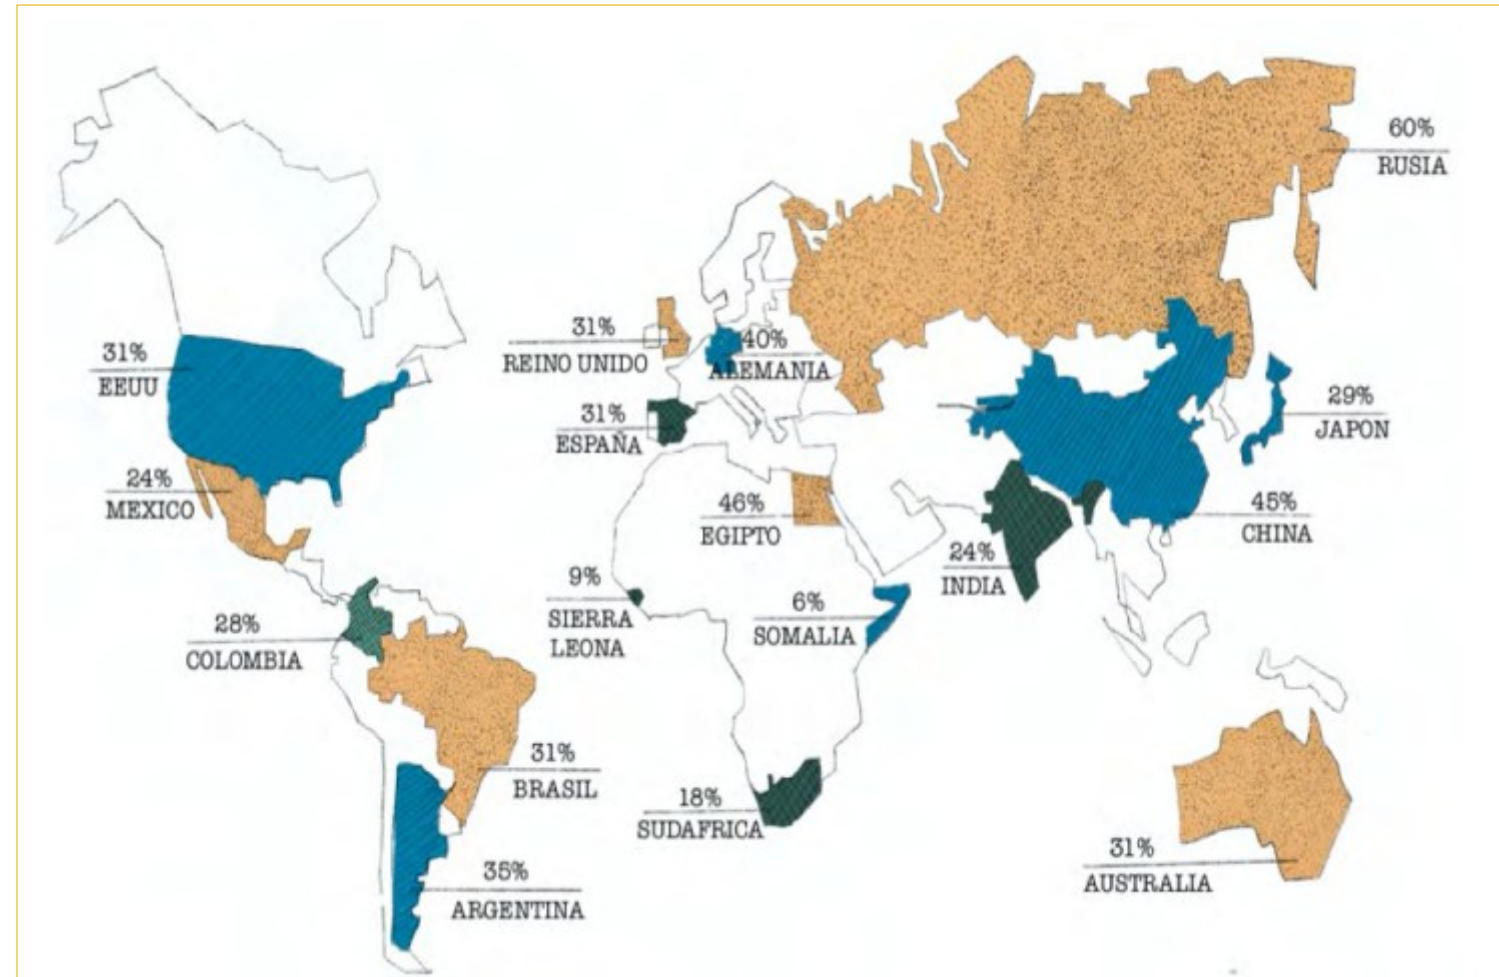 60%
RUSIA
31%
EEUU
31%
REINO UNIDO
40%
ALEMANIA
29%
JAPON
31%
ESPAÑA
24%
MEXICO
46%
EGIPTO
45%
CHINA
24%
INDIA
9%
SIERRA
LEONA
6%
SOMALIA
28%
COLOMBIA
31%
BRASIL
18%
SUDAFRICA
31%
AUSTRALIA
35%
ARGENTINA